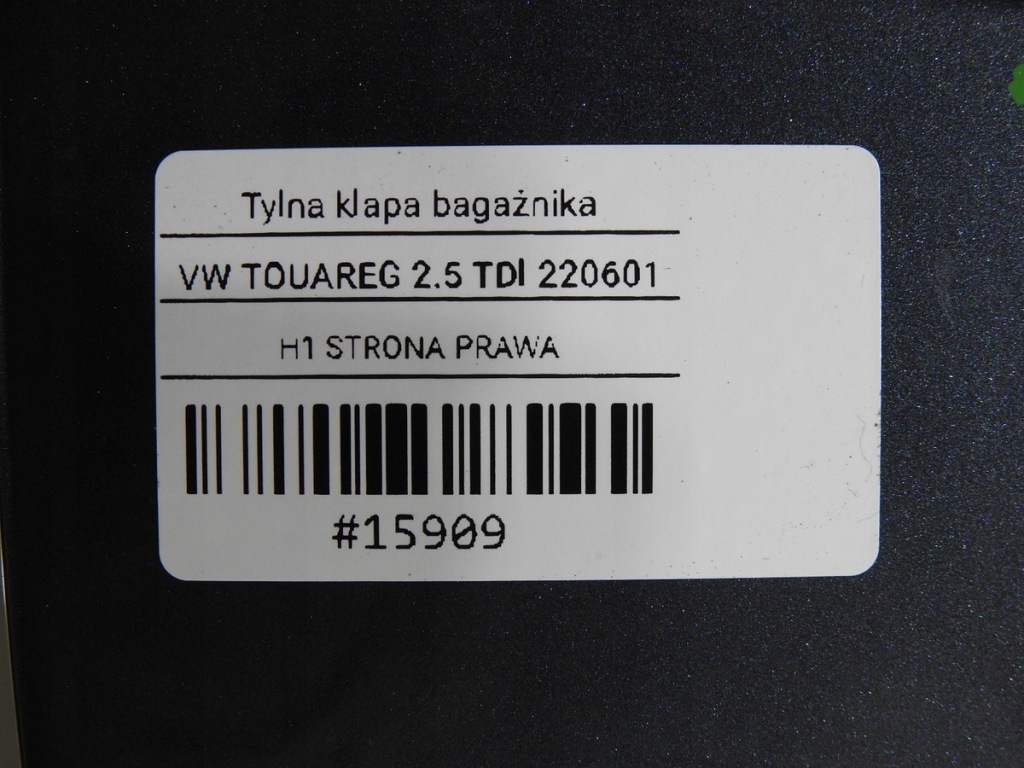 Tylna klapa bagażnika
VW TOUAREG 2.5 TDI 220601
H1 STRONA PRAWA
#15909